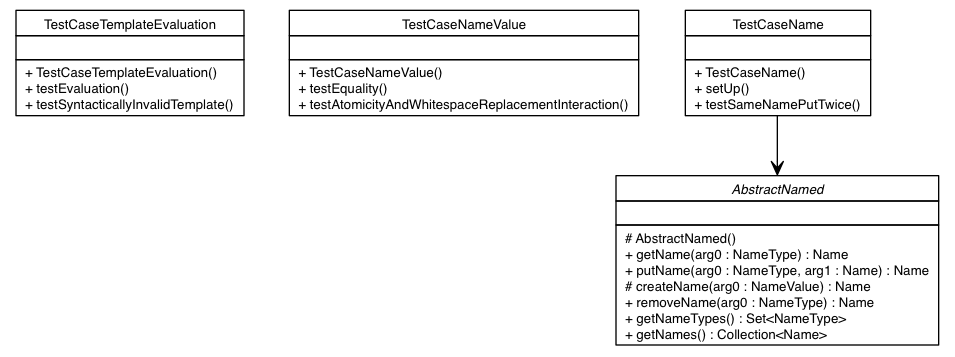 TestCaseTemplateEvaluation
+ TestCaseTemplateEvaluation()
+ testEvaluation()
+ testSyntacticallyInvalidTemplate()
TestCaseNameValue
+ TestCaseNameValue()
+ testEquality()
+ testAtomicityAndWhitespaceReplacementInteraction()
TestCaseName
+ TestCaseName()
+ setUp()
+ testSameNamePutTwice()
AbstractNamed
# AbstractNamed()
+ getName(arg0 : NameType) : Name
+ putName(arg0 : NameType, arg1 : Name) : Name
# createName(arg0 : NameValue) : Name
+ removeName(arg0 : NameType) : Name
+ getNameTypes() : Set<NameType>
+ getNames() : Collection<Name>